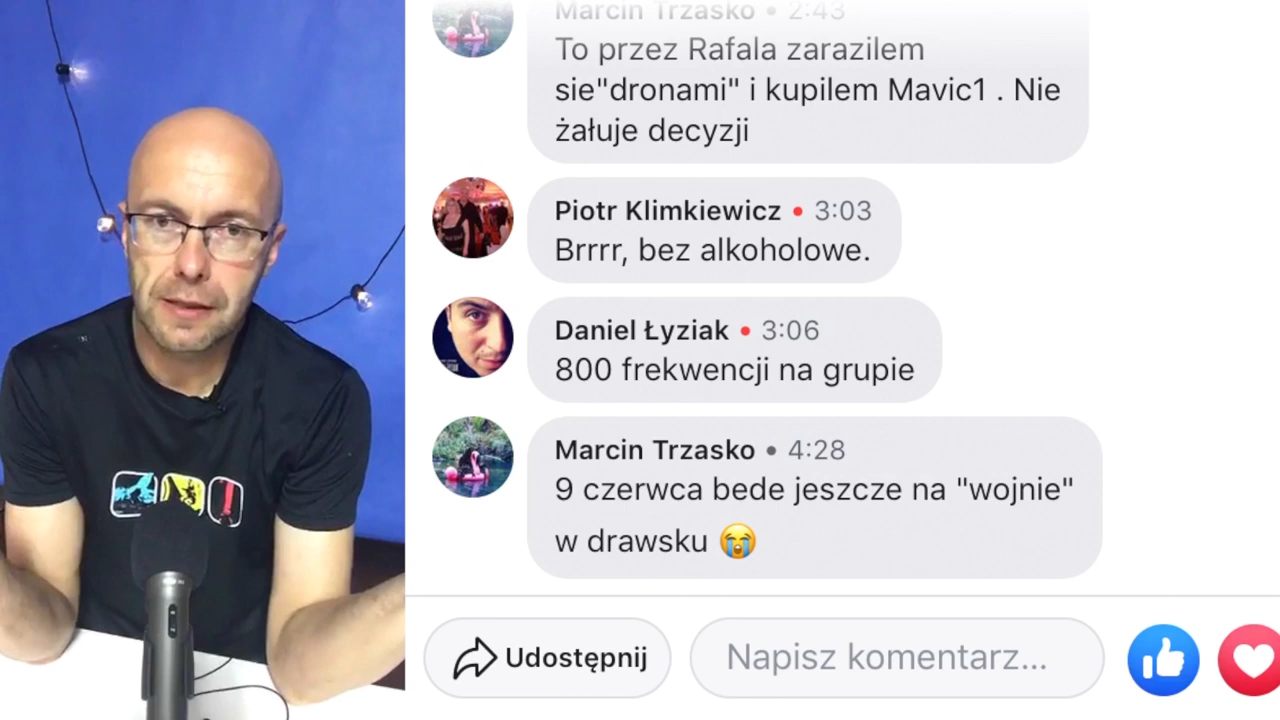 Marcin Trzasko • 2:43
To przez Rafala zarazilem
sie"dronami" i kupilem Mavic1 . Nie
żałuje decyzji
Piotr Klimkiewicz • 3:03
Brrrr, bez alkoholowe.
Daniel Łyziak • 3:06
800 frekwencji na grupie
Marcin Trzasko • 4:28
9 czerwca bede jeszcze na "wojnie"
w drawsku 😭
Udostępnij
Napisz komentarz...